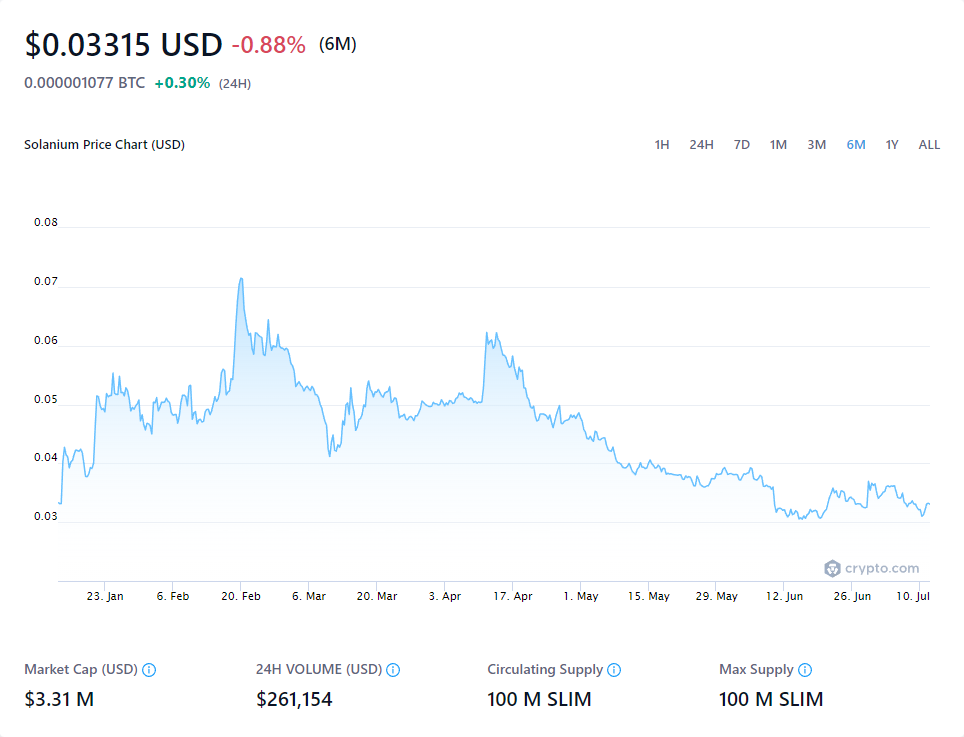 $0.03315 USD -0.88% (6M)
0.000001077 BTC +0.30% (24H)
Solanium Price Chart (USD) 1H 24H 7D 1M 3M 6M 1Y ALL
0.08
0.07
0.06
0.05
0.04
0.03
crypto.com
23. Jan 6. Feb 20. Feb 6. Mar 20. Mar 3. Apr 17. Apr 1. May 15. May 29. May 12. Jun 26. Jun 10. Jul
Market Cap (USD) 24H VOLUME (USD) Circulating Supply Max Supply
$3.31 M $261,154 100 M SLIM 100 M SLIM